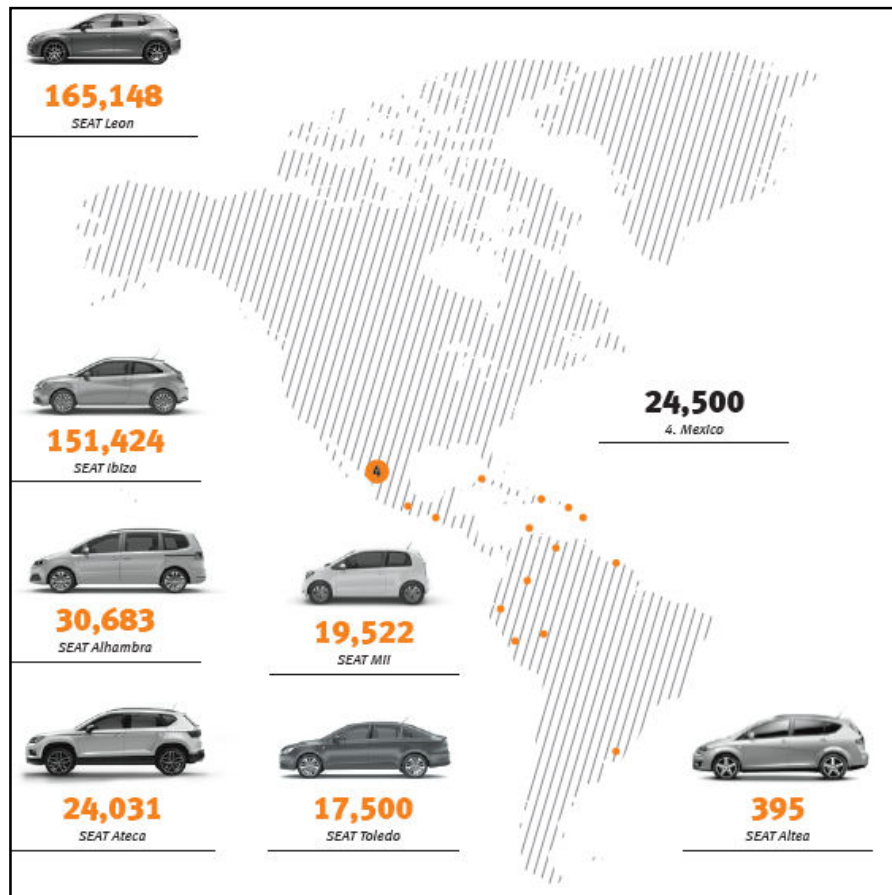 165,148
SEAT Leon
151,424
SEAT Ibiza
24,500
4. Mexico
4
30,683
SEAT Alhambra
19,522
SEAT Mii
24,031
SEAT Ateca
17,500
SEAT Toledo
395
SEAT Altea